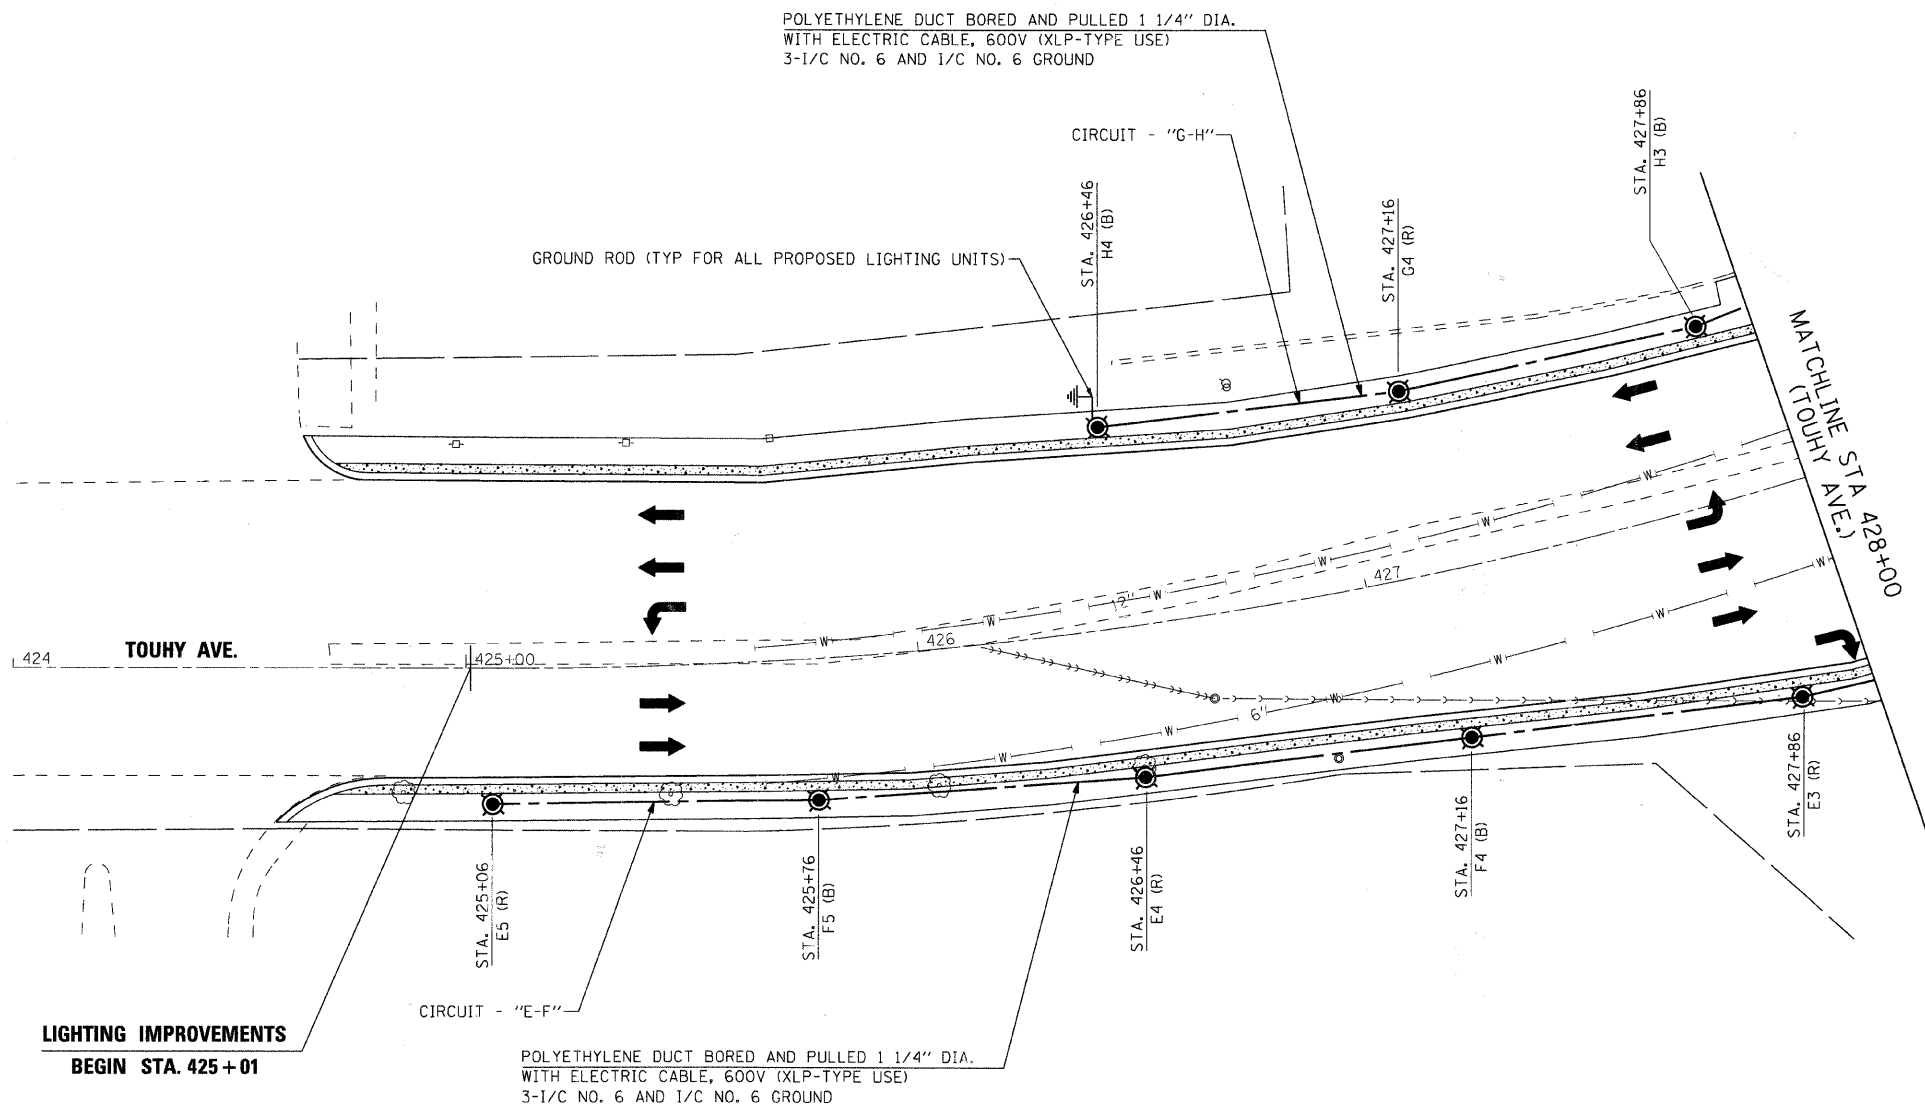 POLYETHYLENE DUCT BORED AND PULLED 1 1/4" DIA.
WITH ELECTRIC CABLE, 600V (XLP-TYPE USE)
3-I/C NO. 6 AND I/C NO. 6 GROUND
CIRCUIT - "G-H"
STA. 427+86
H3 (B)
STA. 426+46
H4 (B)
STA. 427+16
G4 (R)
GROUND ROD (TYP FOR ALL PROPOSED LIGHTING UNITS)
MATCHLINE STA 428+00
(TOUHY AVE.)
W
W
W
W
W
W
12"
427
426
TOUHY AVE.
424
425+00
W
W
W
W
W
W
W
6"
STA. 425+06
E5 (R)
STA. 425+76
F5 (B)
STA. 426+46
E4 (R)
STA. 427+16
F4 (B)
STA. 427+86
E3 (R)
CIRCUIT - "E-F"
LIGHTING IMPROVEMENTS
BEGIN STA. 425+01
POLYETHYLENE DUCT BORED AND PULLED 1 1/4" DIA.
WITH ELECTRIC CABLE, 600V (XLP-TYPE USE)
3-I/C NO. 6 AND I/C NO. 6 GROUND